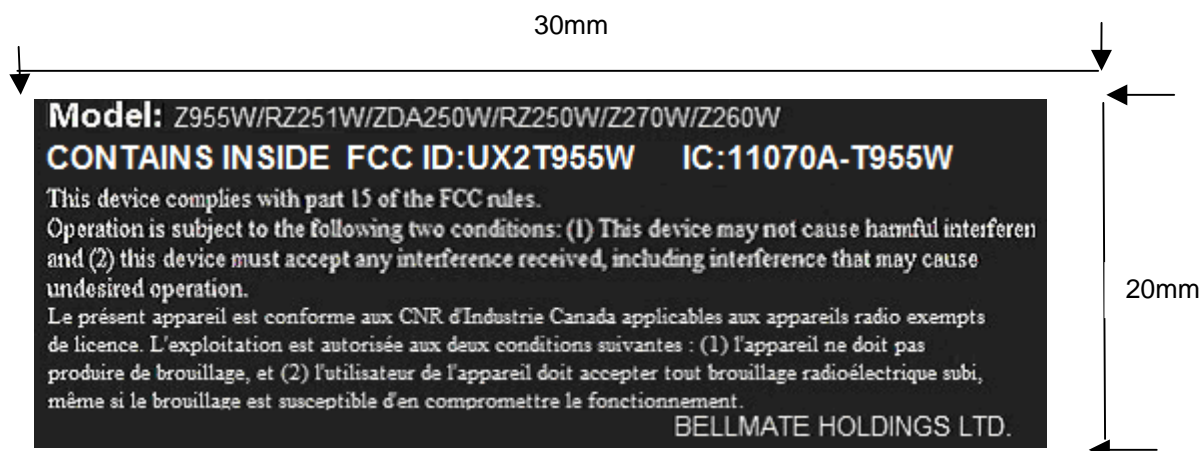 30mm
Model: Z955W/RZ251W/ZDA250W/RZ250W/Z270W/Z260W
CONTAINS INSIDE FCC ID:UX2T955W IC:11070A-T955W
This device complies with part 15 of the FCC rules.
Operation is subject to the following two conditions: (1) This device may not cause harmful interferen
and (2) this device must accept any interference received, including interference that may cause
undesired operation.
20mm
Le présent appareil est conforme aux CNR d'Industrie Canada applicables aux appareils radio exempts
de licence. L'exploitation est autorisée aux deux conditions suivantes : (1) l'appareil ne doit pas
produire de brouillage, et (2) l'utilisateur de l'appareil doit accepter tout brouillage radioélectrique subi,
même si le brouillage est susceptible d'en compromettre le fonctionnement.
BELLMATE HOLDINGS LTD.